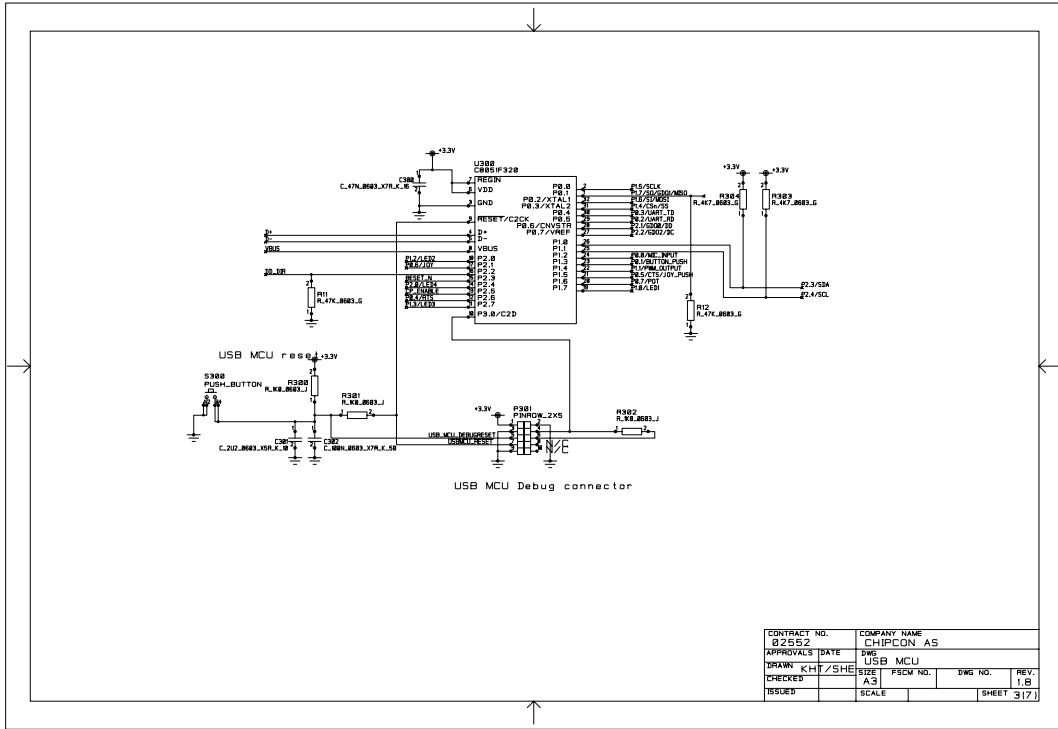 +3.3V
C300
C_47N_0603_X7R_K_16
U300
C8051F320
REGIN
VDD
GND
RESET/C2CK
D+
D-
VBUS
P2.0
P2.1
P2.2
P2.3
P2.4
P2.5
P2.6
P2.7
P3.0/C2D
P0.0
P0.1
P0.2/XTAL1
P0.3/XTAL2
P0.4
P0.5
P0.6/CNVSTR
P0.7/VREF
P1.0
P1.1
P1.2
P1.3
P1.4
P1.5
P1.6
P1.7
P1.5/SCLK
P1.7/SO/GDO1/MISO
P1.6/SI/MOSI
P1.4/CSn/SS
P0.3/UART_TD
P0.2/UART_RD
P2.1/GDO0/DD
P2.2/GDO2/DC
P0.0/MIC_INPUT
P0.1/BUTTON_PUSH
P1.1/PWM_OUTPUT
P0.5/CTS/JOY_PUSH
P0.7/POT
P1.0/LED1
+3.3V
+3.3V
R304
R_4K7_0603_G
R303
R_4K7_0603_G
P2.3/SDA
P2.4/SCL
R12
R_47K_0603_G
D+
D-
VBUS
DD_DIR
P1.2/LED2
P0.6/JOY
RESET_N
P2.0/LED4
CP_ENABLE
P0.4/RTS
P1.3/LED3
R11
R_47K_0603_G
USB MCU reset
+3.3V
S300
PUSH_BUTTON
R300
R_1K0_0603_J
R301
R_1K0_0603_J
C301
C_2U2_0603_X5R_K_10
C302
C_100N_0603_X7R_K_50
+3.3V
P301
PINROW_2X5
USB_MCU_DEBUGRESET
USBMCU_RESET
R302
R_1K0_0603_J
USB MCU Debug connector
CONTRACT NO.
02552
COMPANY NAME
CHIPCON AS
APPROVALS DATE
DWG
USB MCU
DRAWN KHT/SHE
SIZE
A3
FSCM NO.
DWG NO.
REV.
1.8
CHECKED
ISSUED
SCALE
SHEET 3(7)